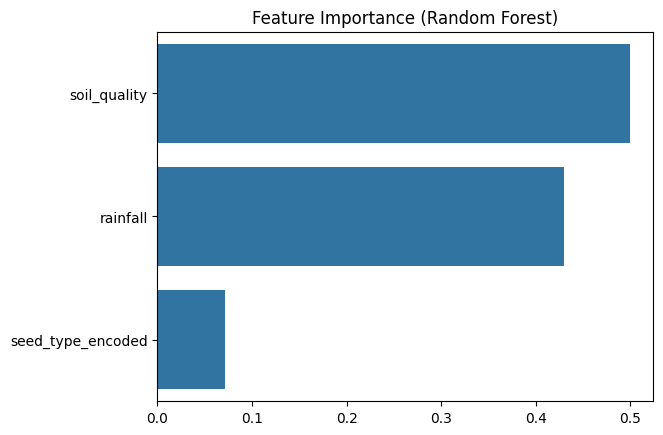 Feature Importance (Random Forest)
soil_quality
rainfall
seed_type_encoded
0.0 0.1 0.2 0.3 0.4 0.5